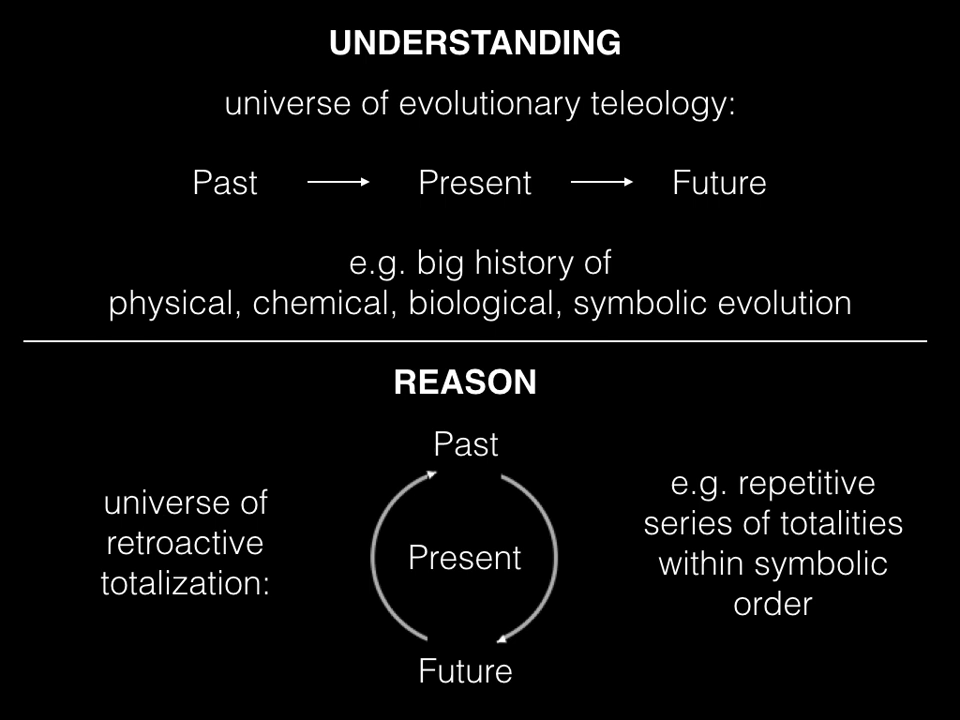 UNDERSTANDING
universe of evolutionary teleology:
Past Present Future
e.g. big history of
physical, chemical, biological, symbolic evolution
REASON
Past
universe of
retroactive
totalization:
Present
e.g. repetitive
series of totalities
within symbolic
order
Future